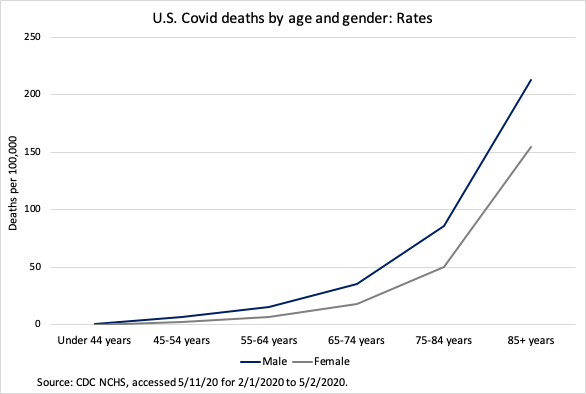 U.S. Covid deaths by age and gender: Rates
250
200
150
100
50
0
Deaths per 100,000
Under 44 years 45-54 years 55-64 years 65-74 years 75-84 years 85+ years
Male Female
Source: CDC NCHS, accessed 5/11/20 for 2/1/2020 to 5/2/2020.